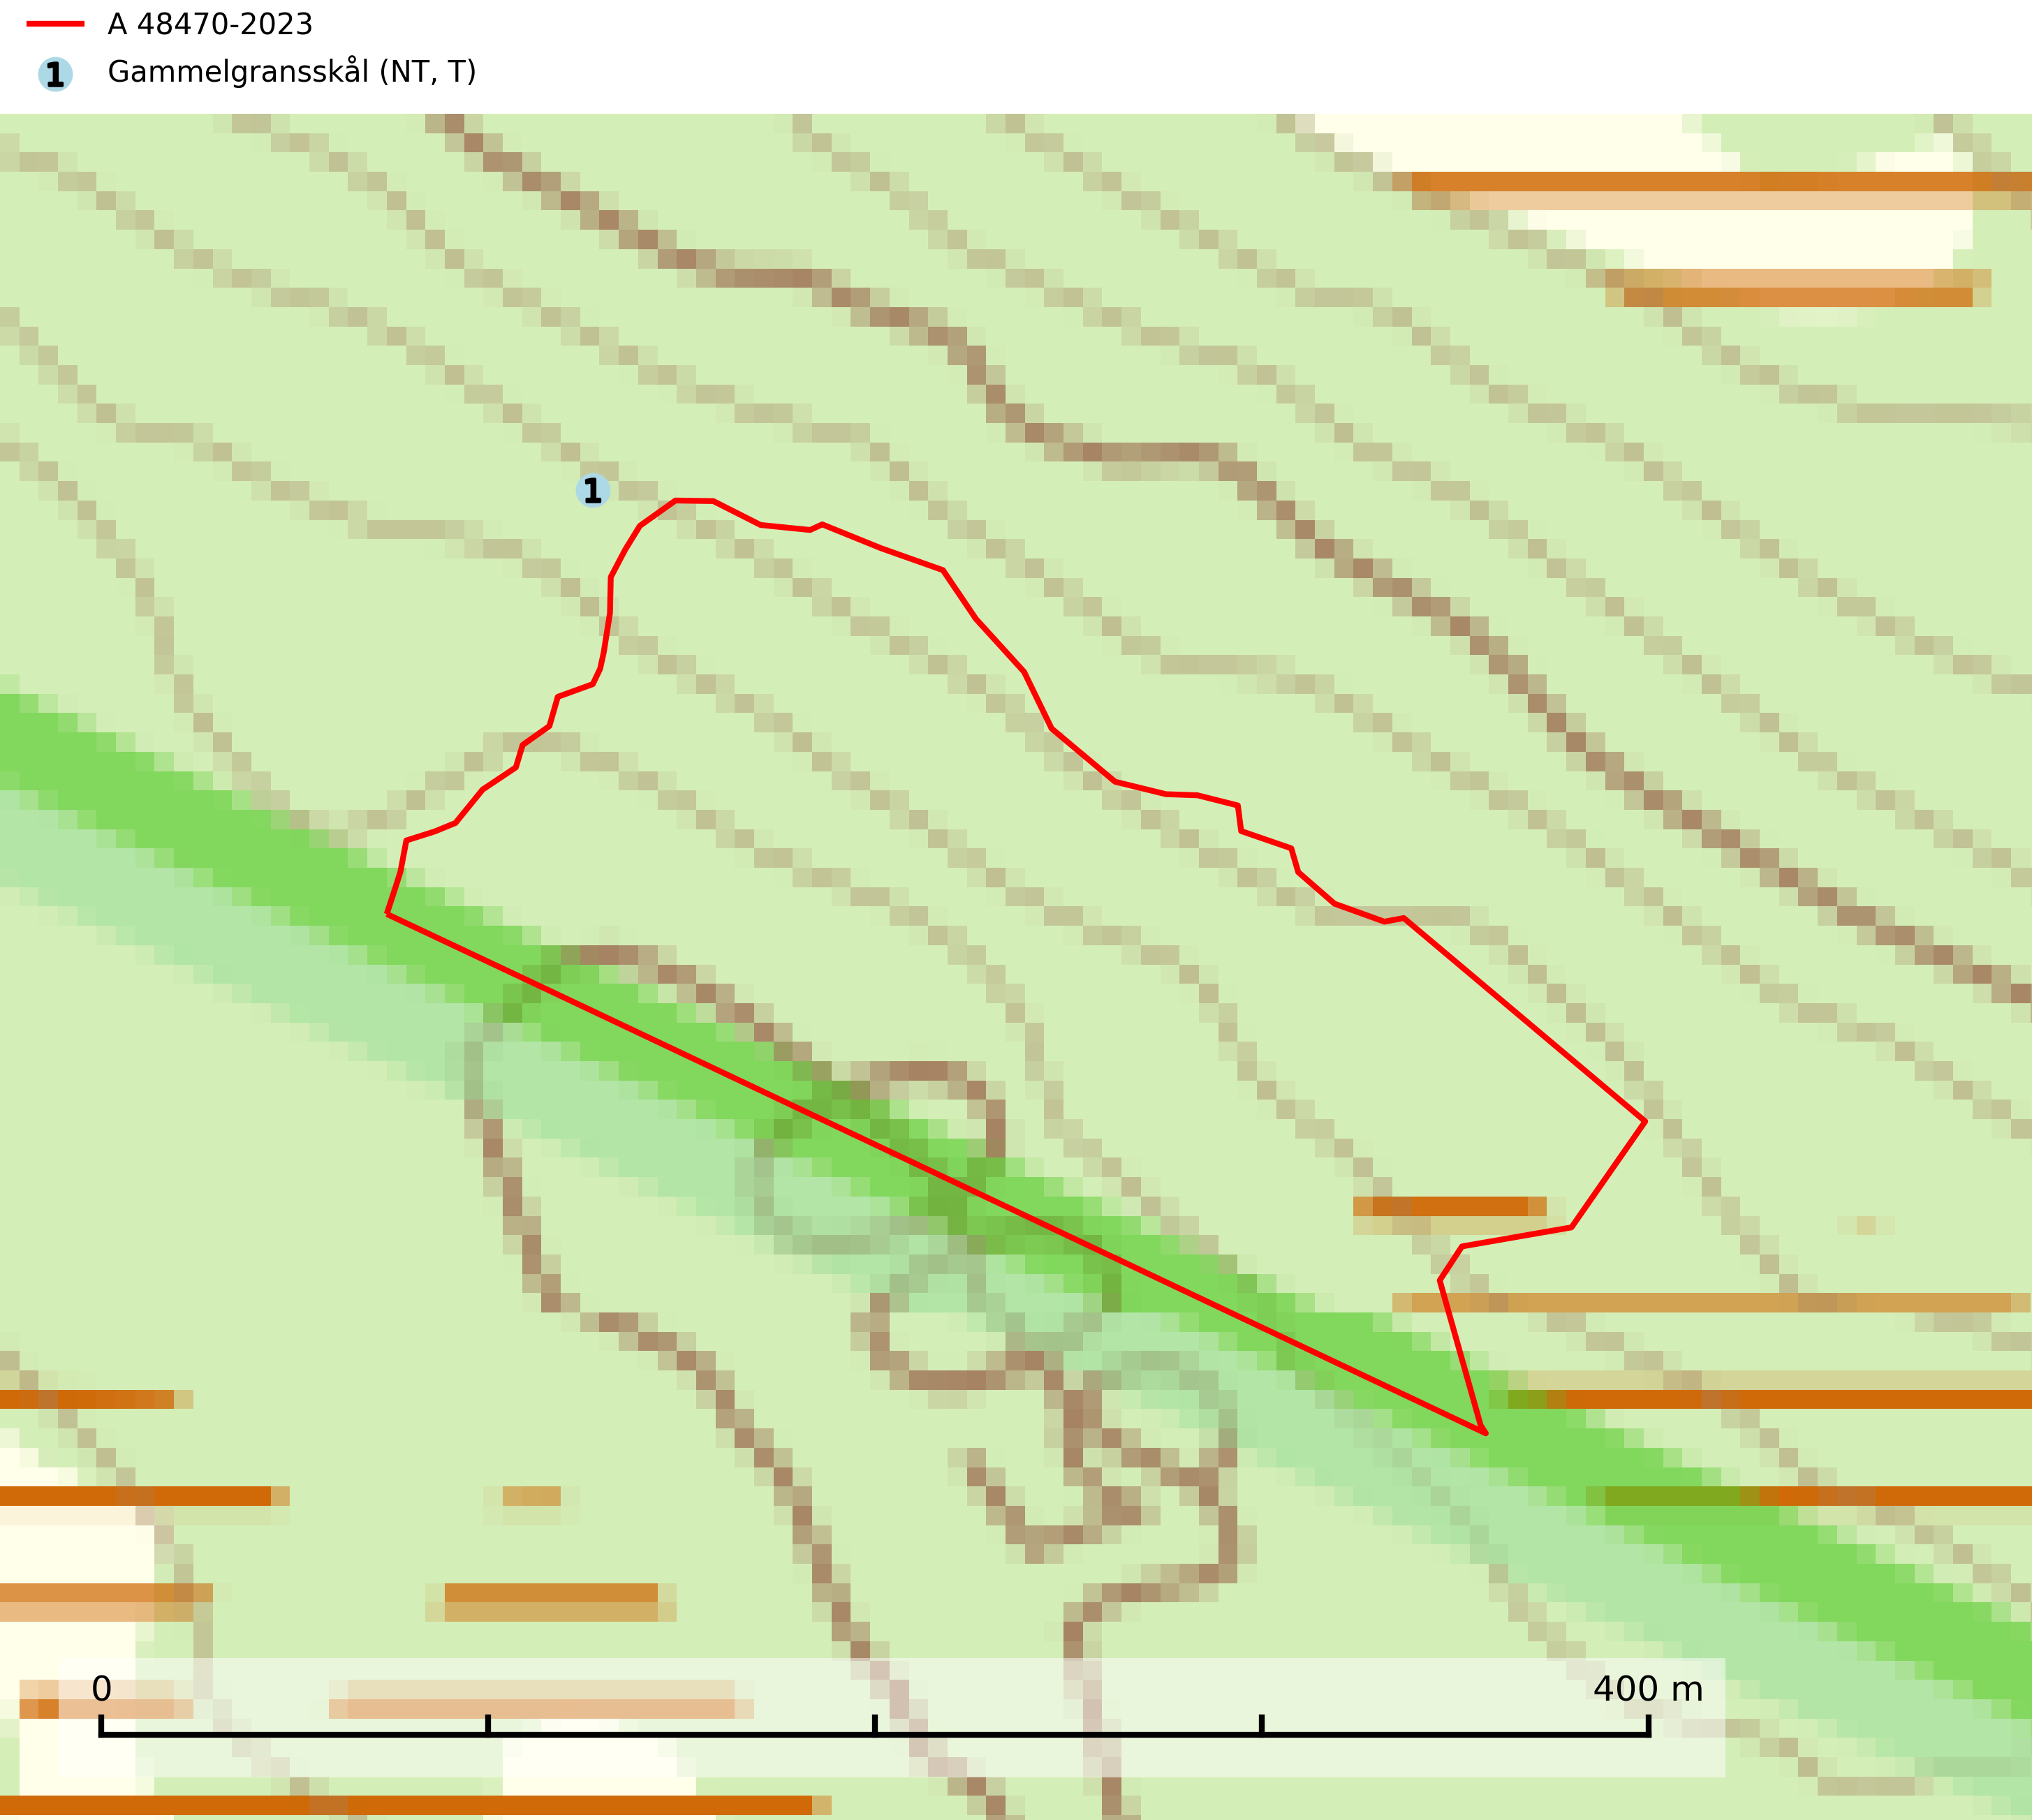 A 48470-2023
1 Gammelgransskål (NT, T)
1
0 400 m